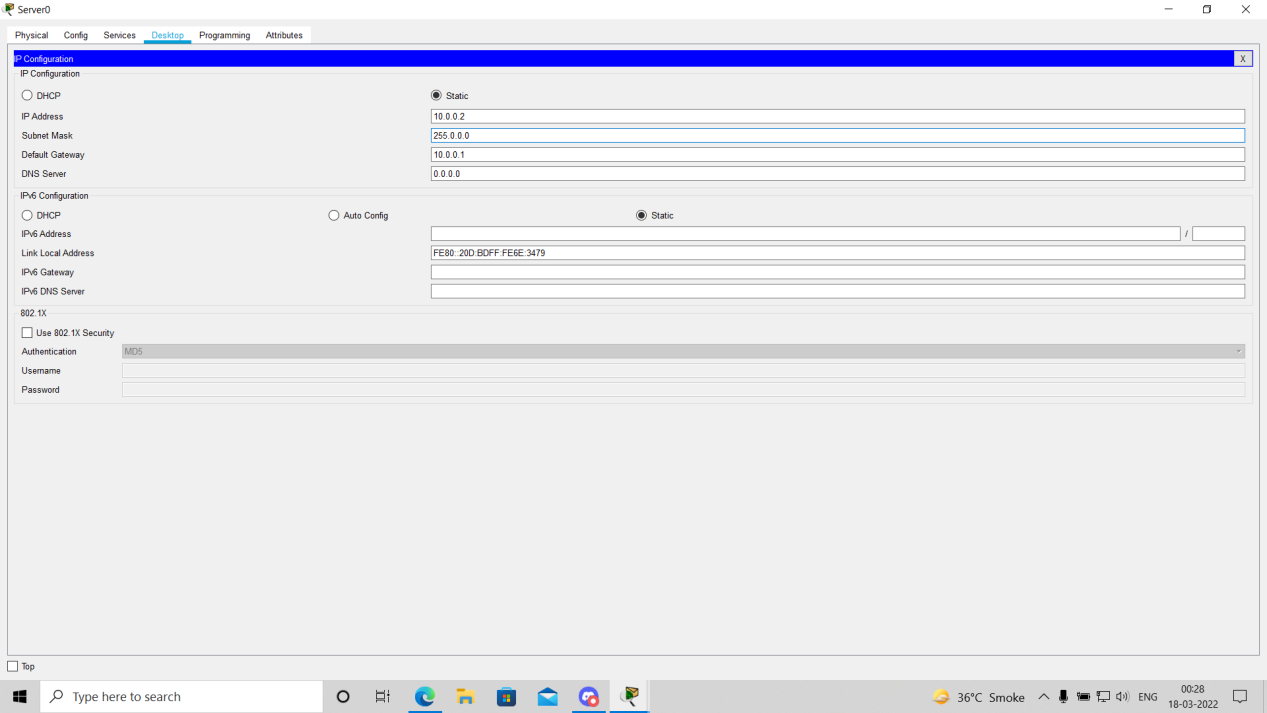 Server0
Physical Config Services Desktop Programming Attributes
IP Configuration X
IP Configuration
DHCP Static
IP Address 10.0.0.2
Subnet Mask 255.0.0.0
Default Gateway 10.0.0.1
DNS Server 0.0.0.0
IPv6 Configuration
DHCP Auto Config Static
IPv6 Address /
Link Local Address FE80::20D:BDFF:FE6E:3479
IPv6 Gateway
IPv6 DNS Server
802.1X
Use 802.1X Security
Authentication MD5
Username
Password
Top
Type here to search 36°C Smoke ENG 00:28
18-03-2022